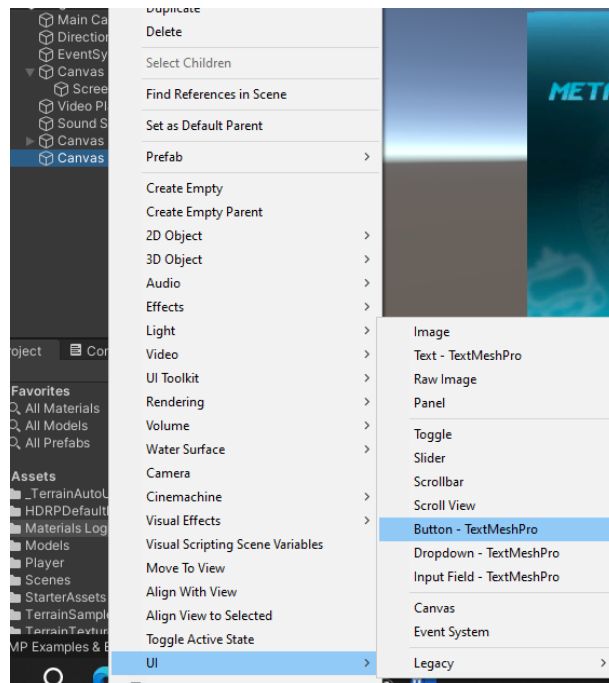 Main Ca
Direction
EventSy
Canvas
Scree
Video Pl
Sound S
Canvas
Canvas
Duplicate
Delete
Select Children
Find References in Scene
Set as Default Parent
Prefab
Create Empty
Create Empty Parent
2D Object
3D Object
Audio
Effects
Light
Video
UI Toolkit
Rendering
Volume
Water Surface
Camera
Cinemachine
Visual Effects
Visual Scripting Scene Variables
Move To View
Align With View
Align View to Selected
Toggle Active State
UI
Image
Text - TextMeshPro
Raw Image
Panel
Toggle
Slider
Scrollbar
Scroll View
Button - TextMeshPro
Dropdown - TextMeshPro
Input Field - TextMeshPro
Canvas
Event System
Legacy
oject Con
Favorites
All Materials
All Models
All Prefabs
Assets
_TerrainAutoU
HDRPDefault
Materials Log
Models
Player
Scenes
StarterAssets
TerrainSampl
TerrainTextur
MP Examples & E
META